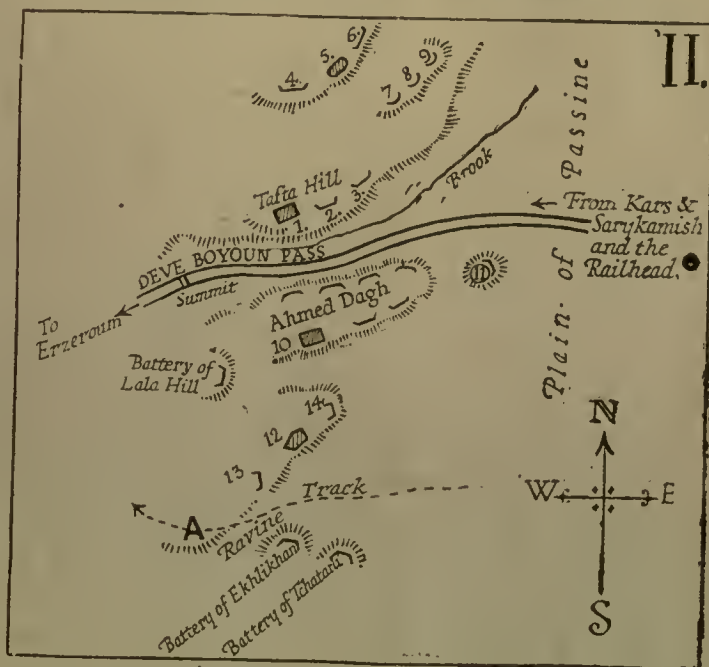 II.
6.
5.
4.
9
8
7
Plain of Passine
Tafta Hill
3.
2.
1.
Brook
← From Kars &
Sarykamish
and the
Railhead.
DEVE BOYOUN PASS
Summit
To
Erzeroum
11
Ahmed Dagh
10
Battery of
Lala Hill
14
12
13
Track
A
Ravine
Battery of Ekhlikhan
Battery of Tchatara
N
W E
S